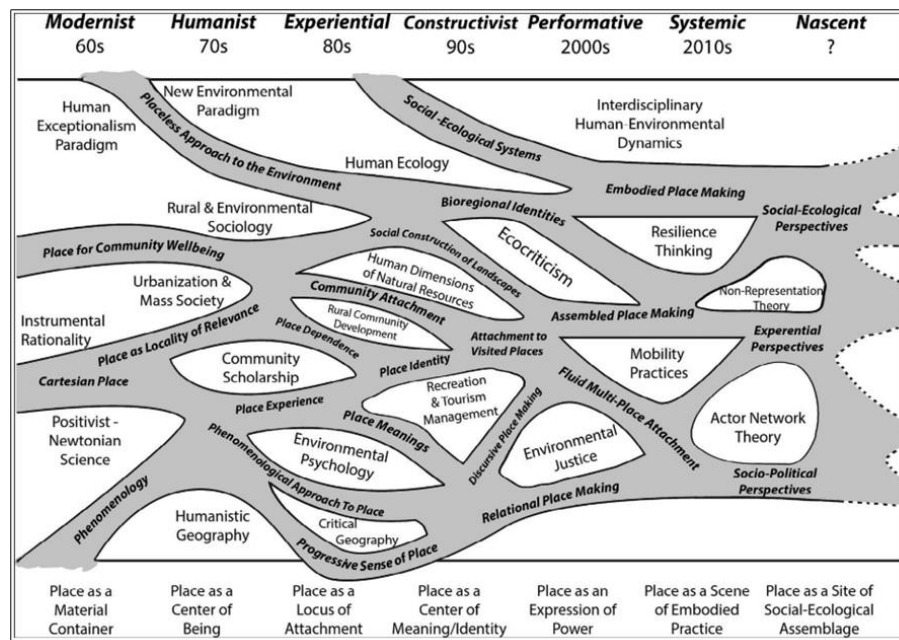 Modernist Humanist Experiential Constructivist Performative Systemic Nascent
60s 70s 80s 90s 2000s 2010s ?
Human
Exceptionalism
Paradigm
New Environmental
Paradigm
Placeless Approach to the Environment
Social -Ecological Systems
Interdisciplinary
Human-Environmental
Dynamics
Human Ecology
Embodied Place Making
Rural & Environmental
Sociology
Bioregional Identities
Social-Ecological
Perspectives
Place for Community Wellbeing
Social Construction of Landscapes
Ecocriticism
Resilience
Thinking
Urbanization &
Mass Society
Human Dimensions
of Natural Resources
Non-Representation
Theory
Instrumental
Rationality
Place as Locality of Relevance
Community Attachment
Rural Community
Development
Assembled Place Making
Place Dependence
Attachment to
Visited Places
Experential
Perspectives
Cartesian Place
Community
Scholarship
Place Identity
Mobility
Practices
Recreation
& Tourism
Management
Fluid Multi-Place Attachment
Positivist -
Newtonian
Science
Place Experience
Place Meanings
Discursive Place Making
Actor Network
Theory
Phenomenological Approach To Place
Environmental
Psychology
Environmental
Justice
Socio-Political
Perspectives
Phenomenology
Humanistic
Geography
Critical
Geography
Relational Place Making
Progressive Sense of Place
Place as a
Material
Container
Place as a
Center of
Being
Place as a
Locus of
Attachment
Place as a
Center of
Meaning/Identity
Place as an
Expression of
Power
Place as a Scene
of Embodied
Practice
Place as a Site of
Social-Ecological
Assemblage